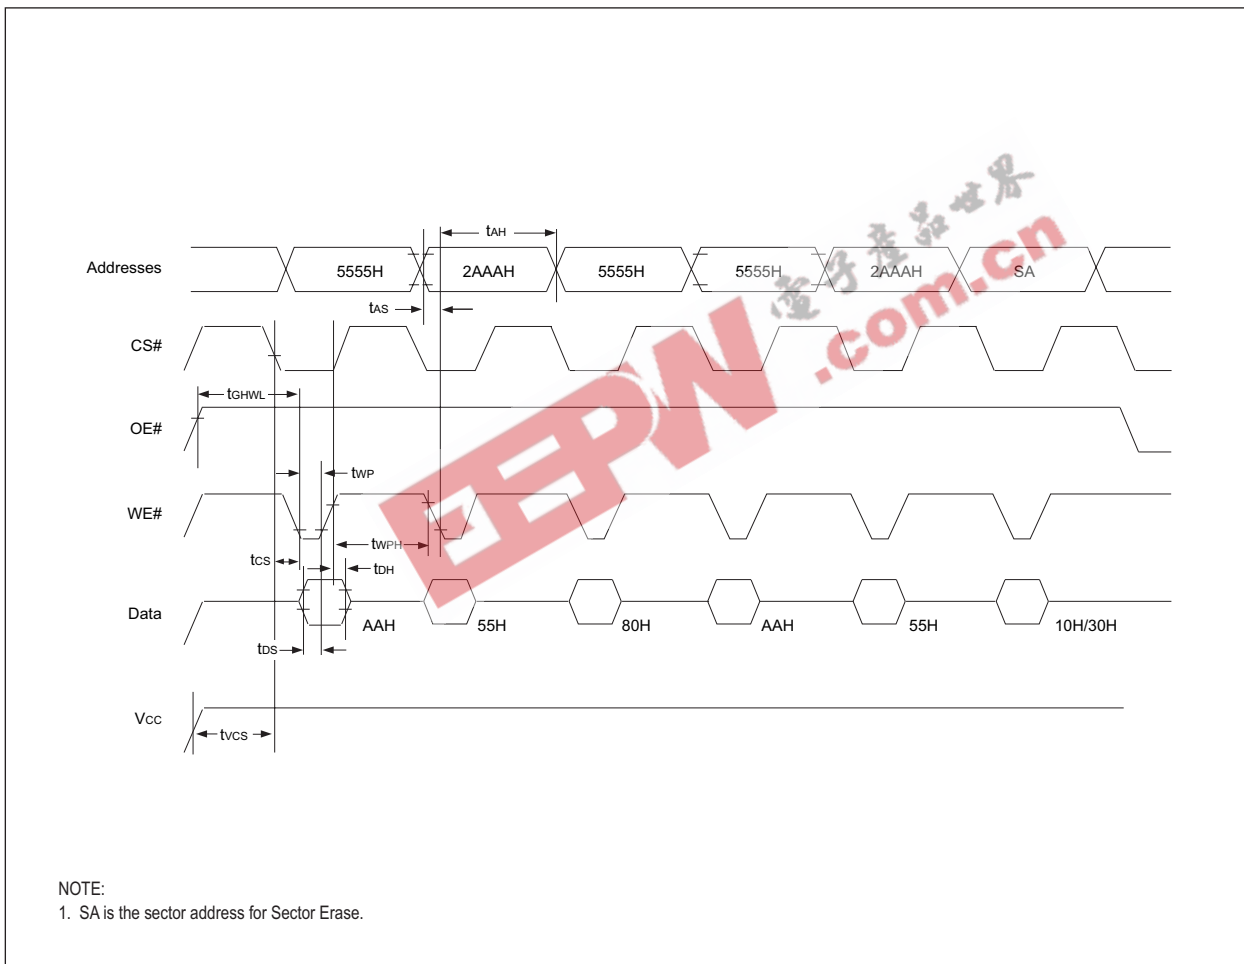 tAH
Addresses 5555H 2AAAH 5555H 5555H 2AAAH SA
tAS
CS#
tGHWL
OE#
tWP
WE#
tWPH
tCS
tDH
Data AAH 55H 80H AAH 55H 10H/30H
tDS
VCC
tVCS
EEPW
.com.cn
電子産品世界
NOTE:
1. SA is the sector address for Sector Erase.